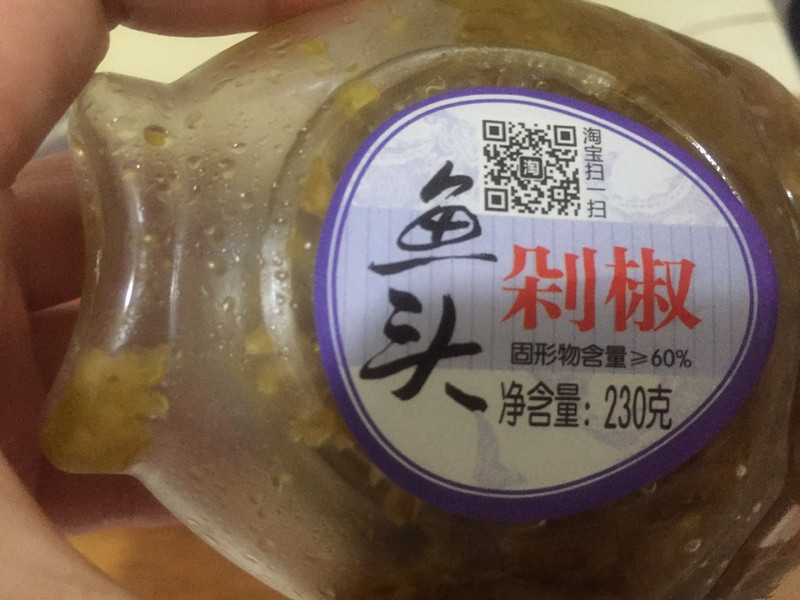 淘宝扫一扫
淘
鱼头
剁椒
固形物含量≥60%
净含量：230克